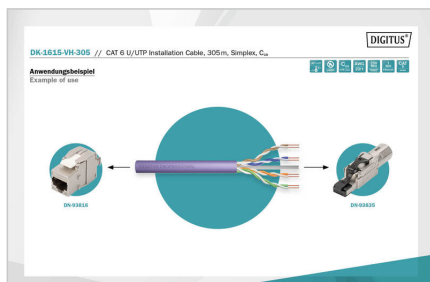 DIGITUS®
DK-1615-VH-305 // CAT 6 U/UTP Installation Cable, 305 m, Simplex, Cca
Anwendungsbeispiel
Example of use
DN-93816
DN-93835